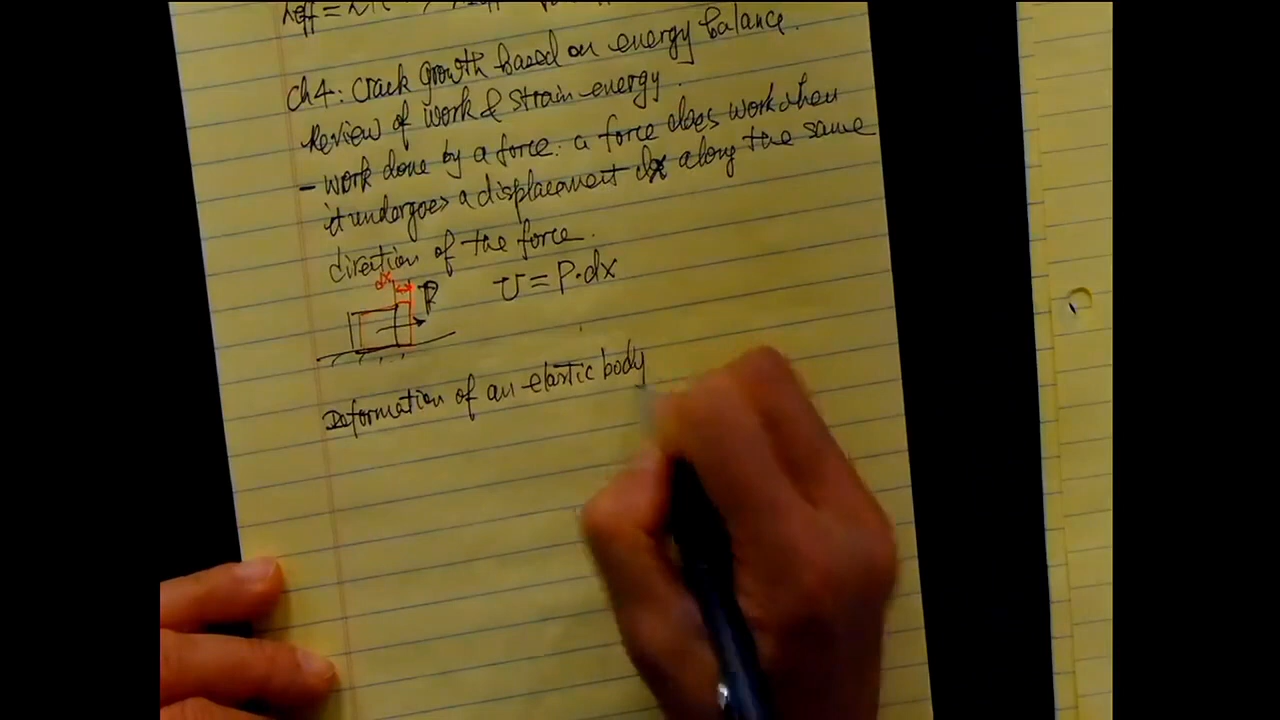 Ch4: Crack growth based on energy balance.
Review of work & strain energy.
- work done by a force: a force does work when
it undergoes a displacement dx along the same
direction of the force.
dx
P
U = P·dx
Deformation of an elastic body